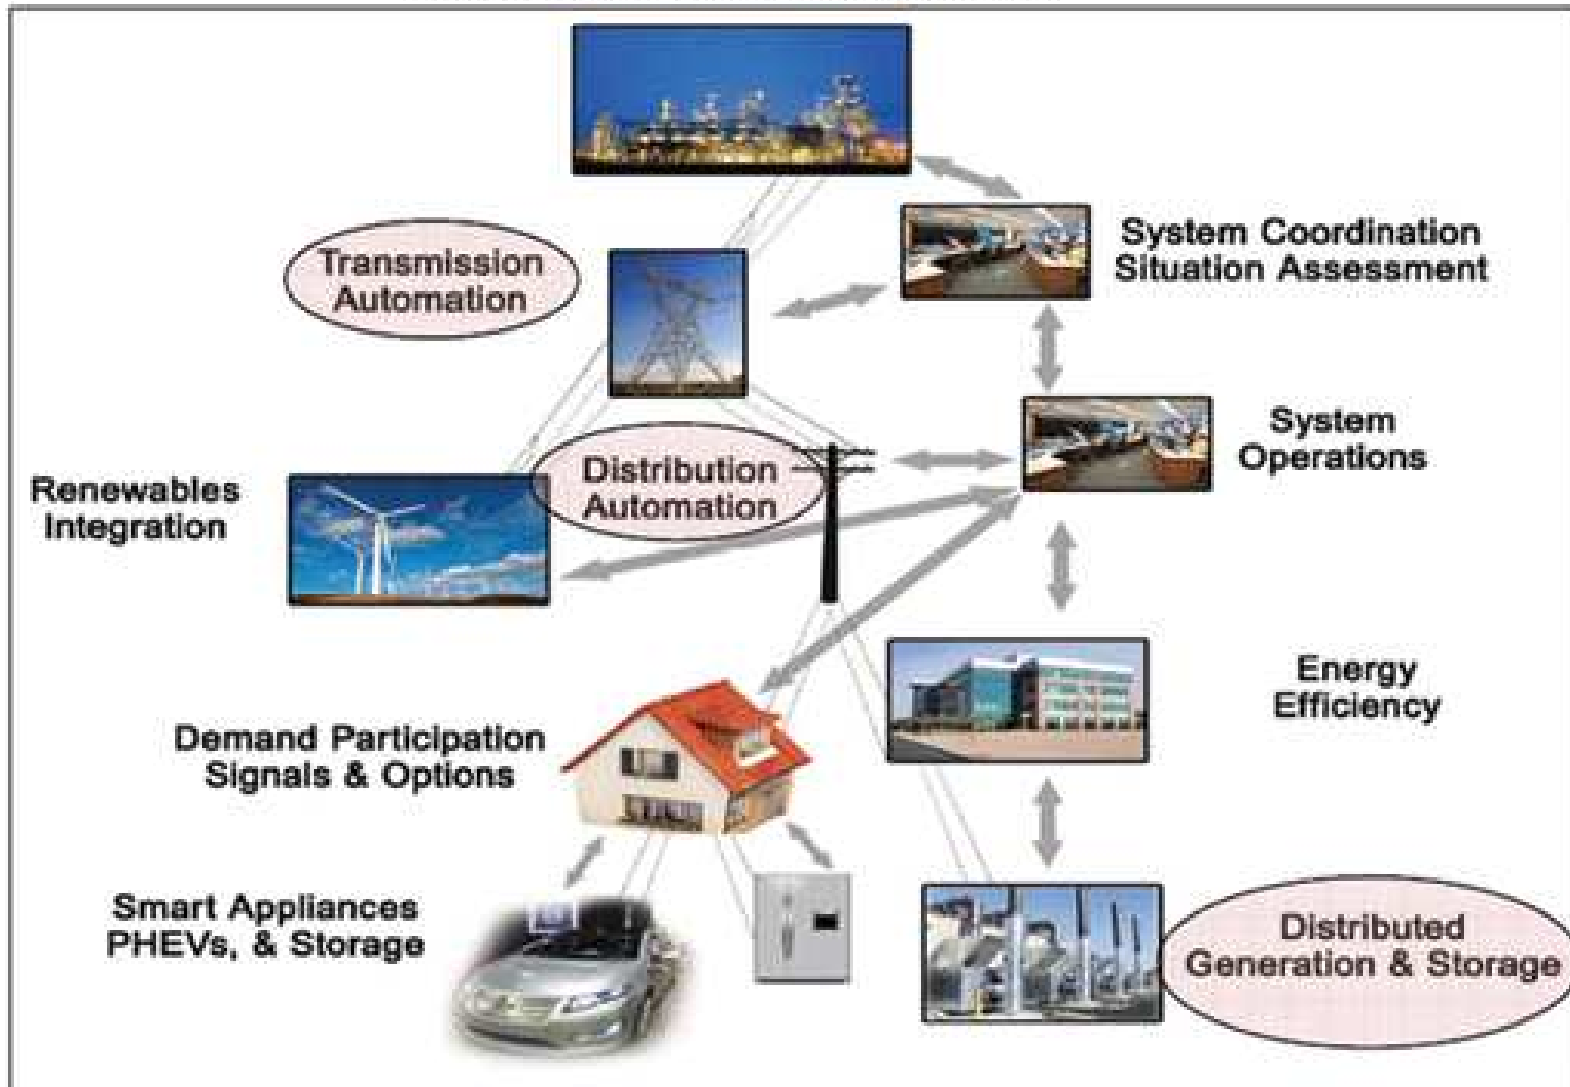 System Coordination
Situation Assessment
Transmission
Automation
System
Operations
Distribution
Automation
Renewables
Integration
Energy
Efficiency
Demand Participation
Signals & Options
Smart Appliances
PHEVs, & Storage
Distributed
Generation & Storage